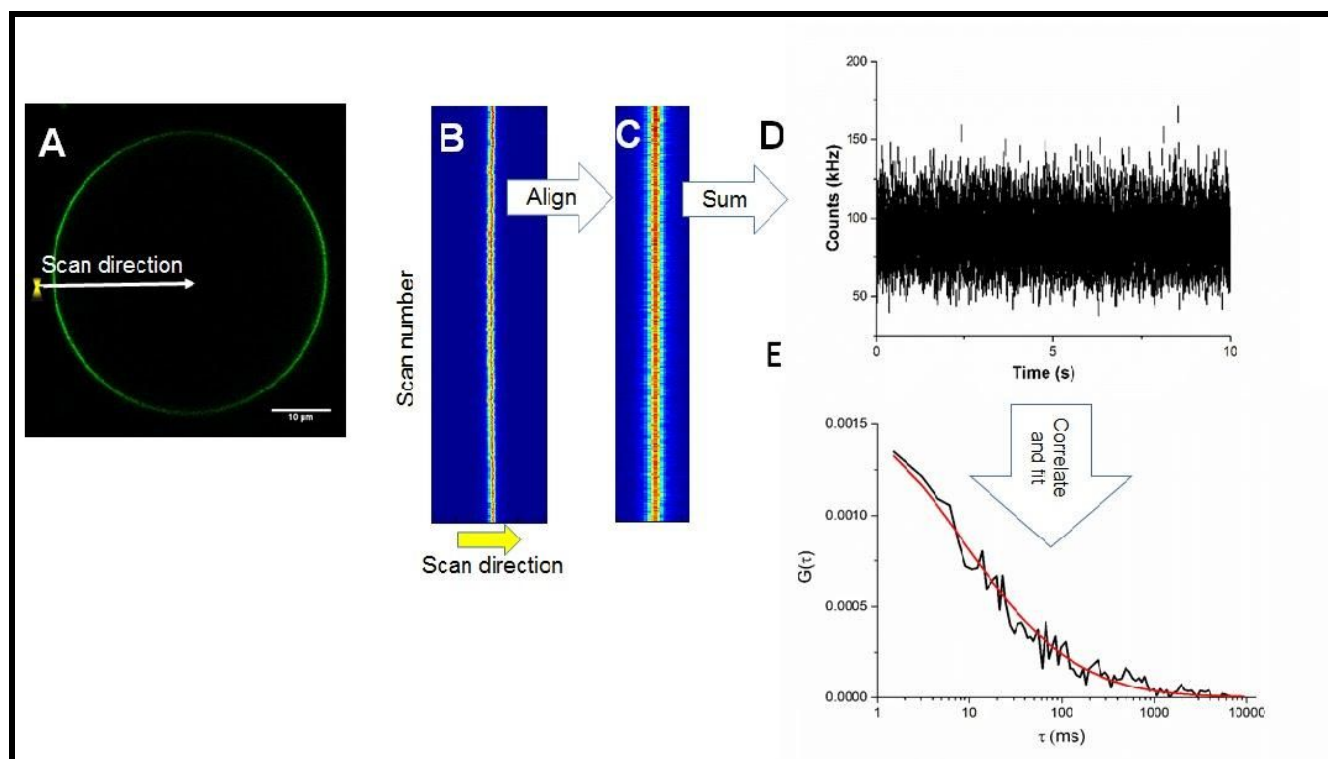 A
Scan direction
10 µm
B
Scan number
Scan direction
Align
C
Sum
D
200
150
100
50
Counts (kHz)
0
5
10
Time (s)
E
Correlate
and fit
0.0015
0.0010
0.0005
0.0000
G(τ)
1
10
100
1000
10000
τ (ms)